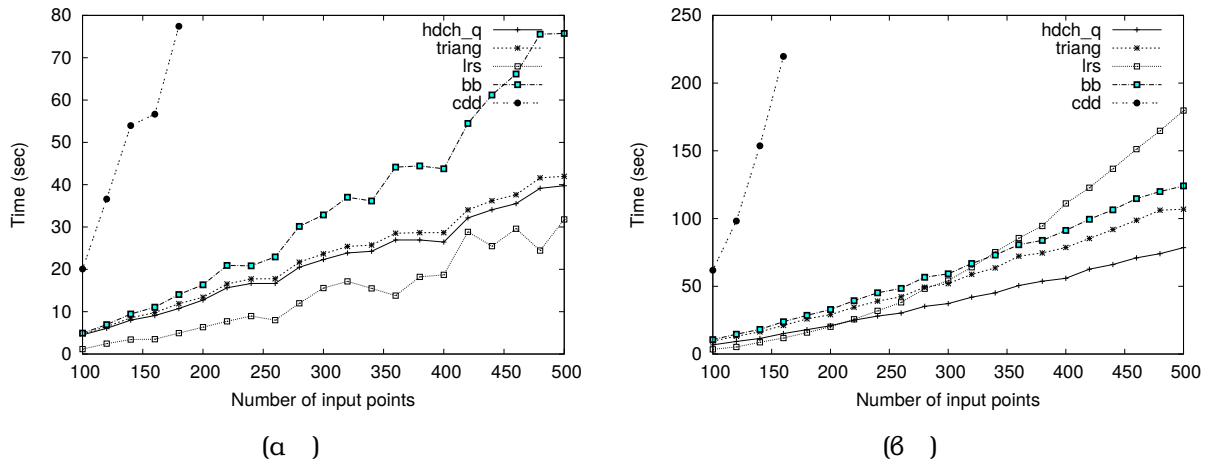 80
70
60
50
40
30
20
10
0
Time (sec)
hdch_q
triang
lrs
bb
cdd
100 150 200 250 300 350 400 450 500
Number of input points
(α )
250
200
150
100
50
0
Time (sec)
hdch_q
triang
lrs
bb
cdd
100 150 200 250 300 350 400 450 500
Number of input points
(β )